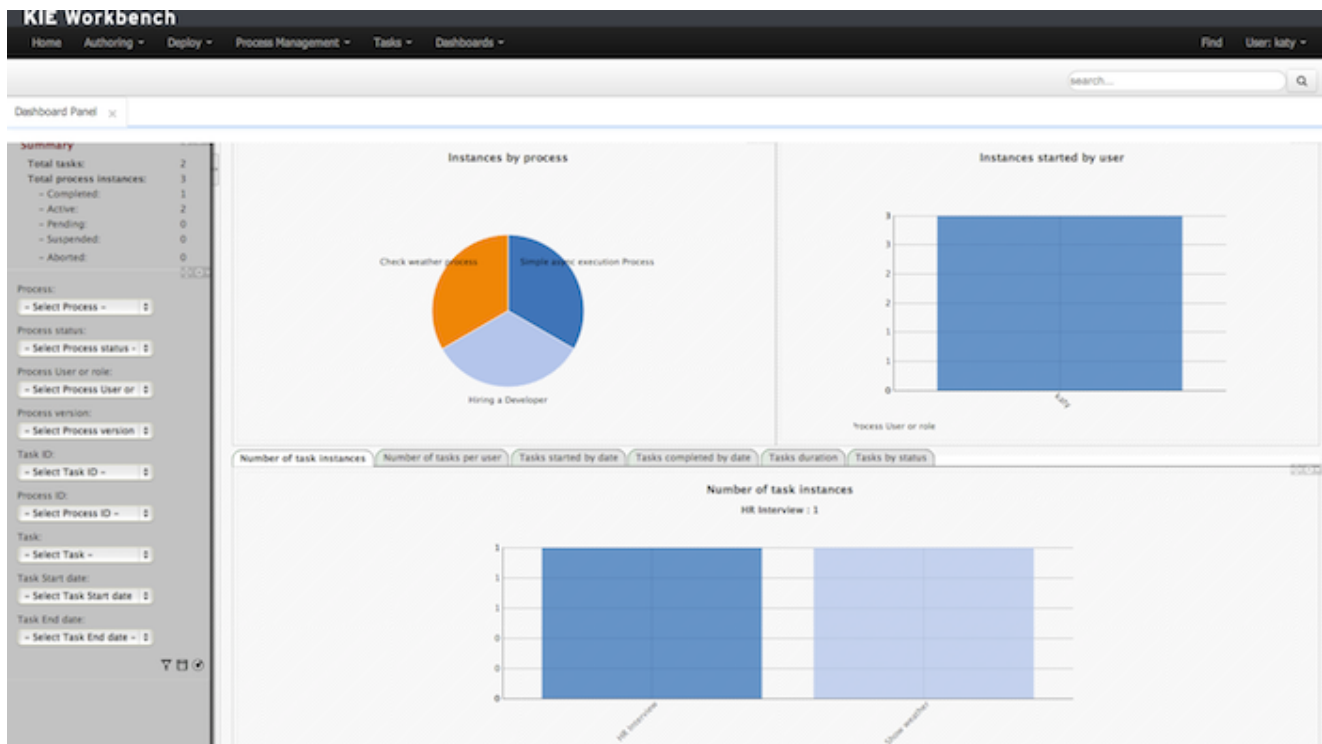 KIE Workbench
Home Authoring Deploy Process Management Tasks Dashboards Find User: katy
search...
Dashboard Panel
Summary
Total tasks: 2
Total process instances: 3
- Completed: 1
- Active: 2
- Pending: 0
- Suspended: 0
- Aborted: 0
Process:
- Select Process -
Process status:
- Select Process status -
Process User or role:
- Select Process User or
Process version:
- Select Process version
Task ID:
- Select Task ID -
Process ID:
- Select Process ID -
Task:
- Select Task -
Task Start date:
- Select Task Start date
Task End date:
- Select Task End date -
Instances by process
Check weather process
Simple async execution Process
Hiring a Developer
Instances started by user
3
3
2
2
1
1
0
katy
Process User or role
Number of task instances Number of tasks per user Tasks started by date Tasks completed by date Tasks duration Tasks by status
Number of task instances
HR Interview : 1
1
1
1
0
0
0
HR Interview
Show weather